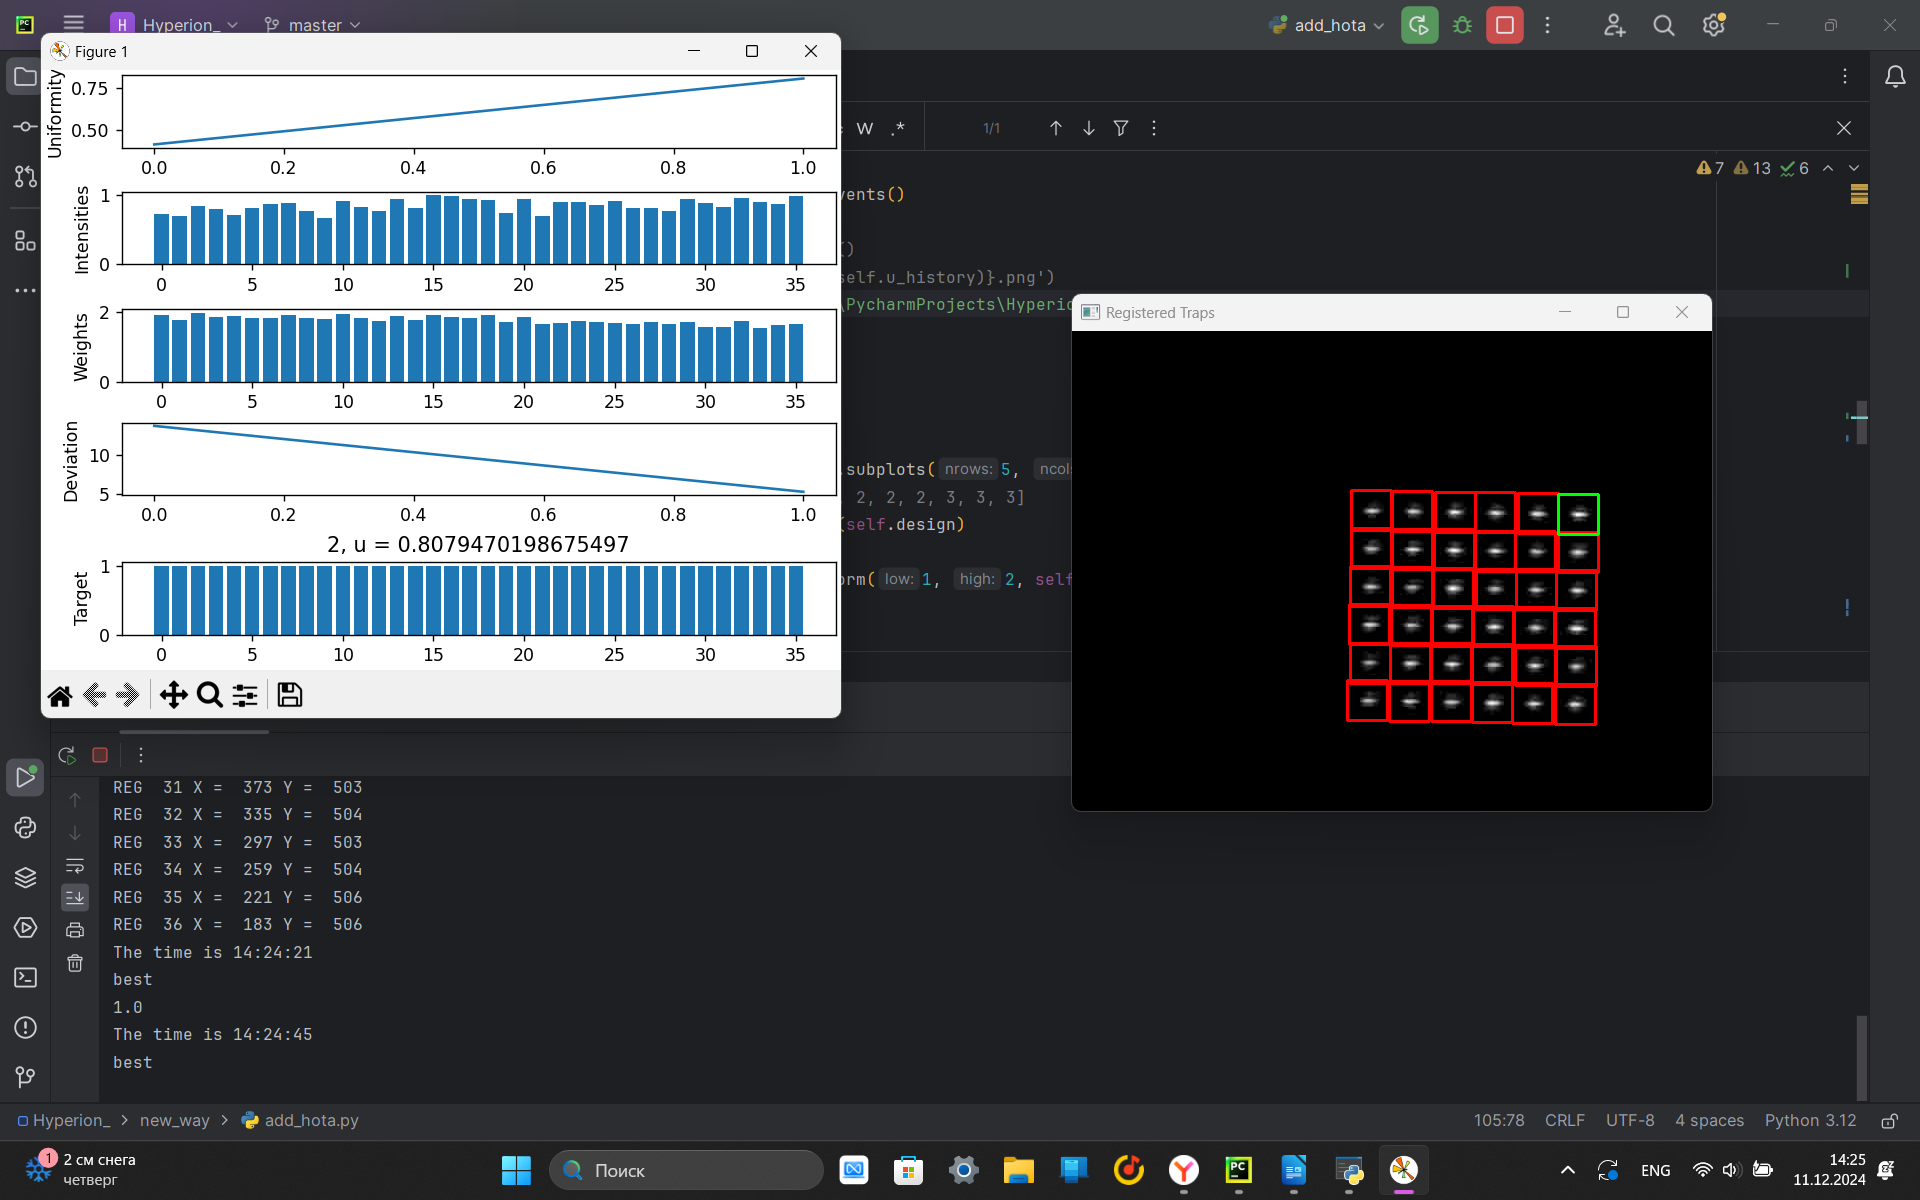 PC
H
Hyperion_
master
add_hota
Figure 1
Uniformity
0.75
0.50
0.0 0.2 0.4 0.6 0.8 1.0
Intensities
1
0
0 5 10 15 20 25 30 35
Weights
2
0
0 5 10 15 20 25 30 35
Deviation
10
5
0.0 0.2 0.4 0.6 0.8 1.0
2, u = 0.8079470198675497
Target
1
0
0 5 10 15 20 25 30 35
W .* 1/1
7 13 6
vents()
()
self.u_history)}.png')
\PycharmProjects\Hyperio
.subplots( nrows: 5, ncols
2, 2, 2, 3, 3, 3]
(self.design)
orm( low: 1, high: 2, self
Registered Traps
REG 31 X = 373 Y = 503
REG 32 X = 335 Y = 504
REG 33 X = 297 Y = 503
REG 34 X = 259 Y = 504
REG 35 X = 221 Y = 506
REG 36 X = 183 Y = 506
The time is 14:24:21
best
1.0
The time is 14:24:45
best
Hyperion_ > new_way > add_hota.py
105:78 CRLF UTF-8 4 spaces Python 3.12
1
2 см снега
четверг
Поиск
PC
ENG
14:25
11.12.2024